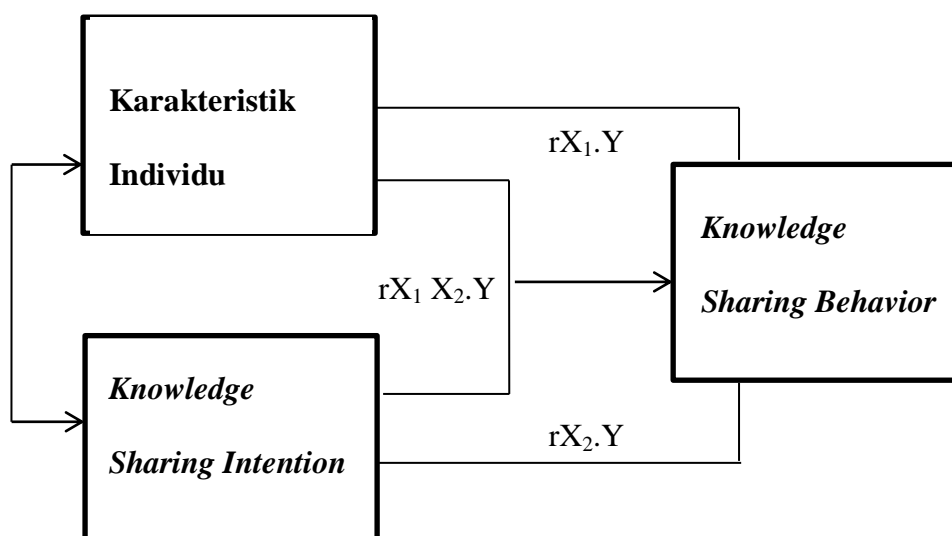 Karakteristik
Individu
rX₁.Y
Knowledge
Sharing Behavior
rX₁ X₂.Y
Knowledge
Sharing Intention
rX₂.Y